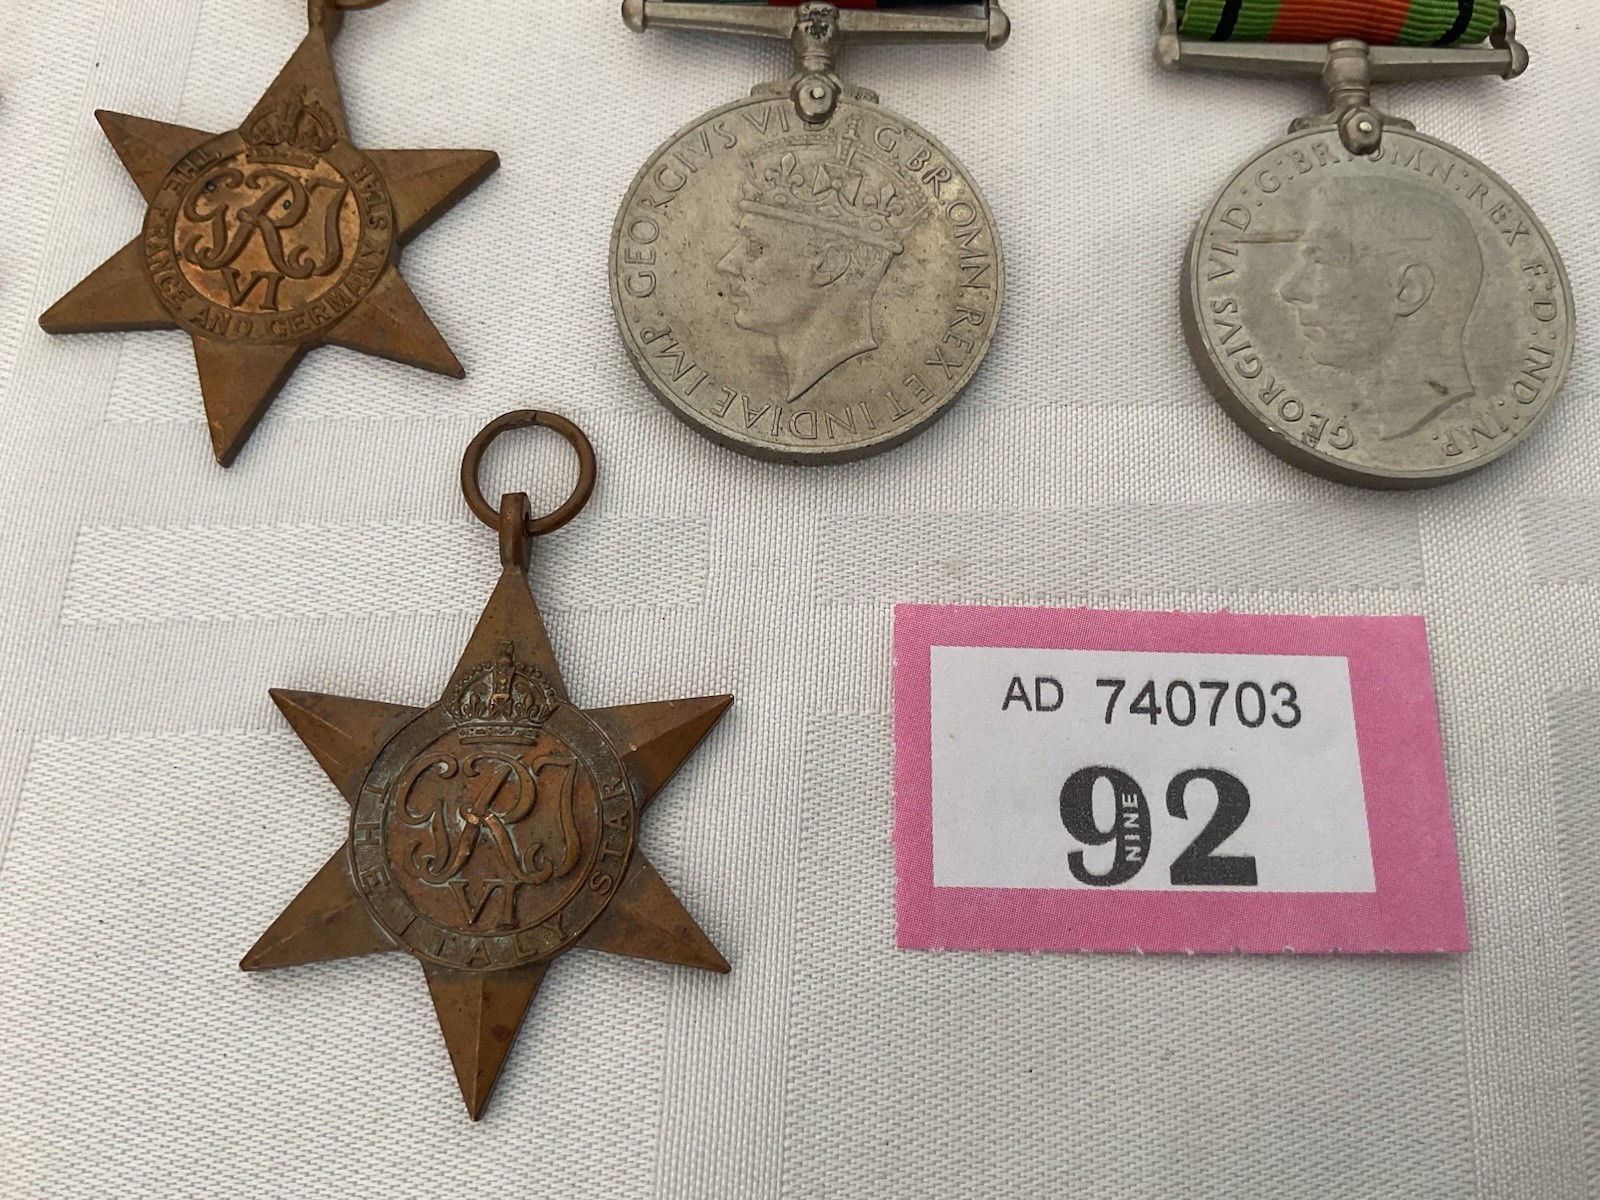 THE FRANCE AND GERMANY STAR
GRI
VI
GEORGIVS VI D:G:BR.OMN:REX ET INDIAE IMP.
GEORGIVS VI D:G:BR.OMN:REX F:D:IND:IMP.
THE ITALY STAR
GRI
VI
AD 740703
92
NINE